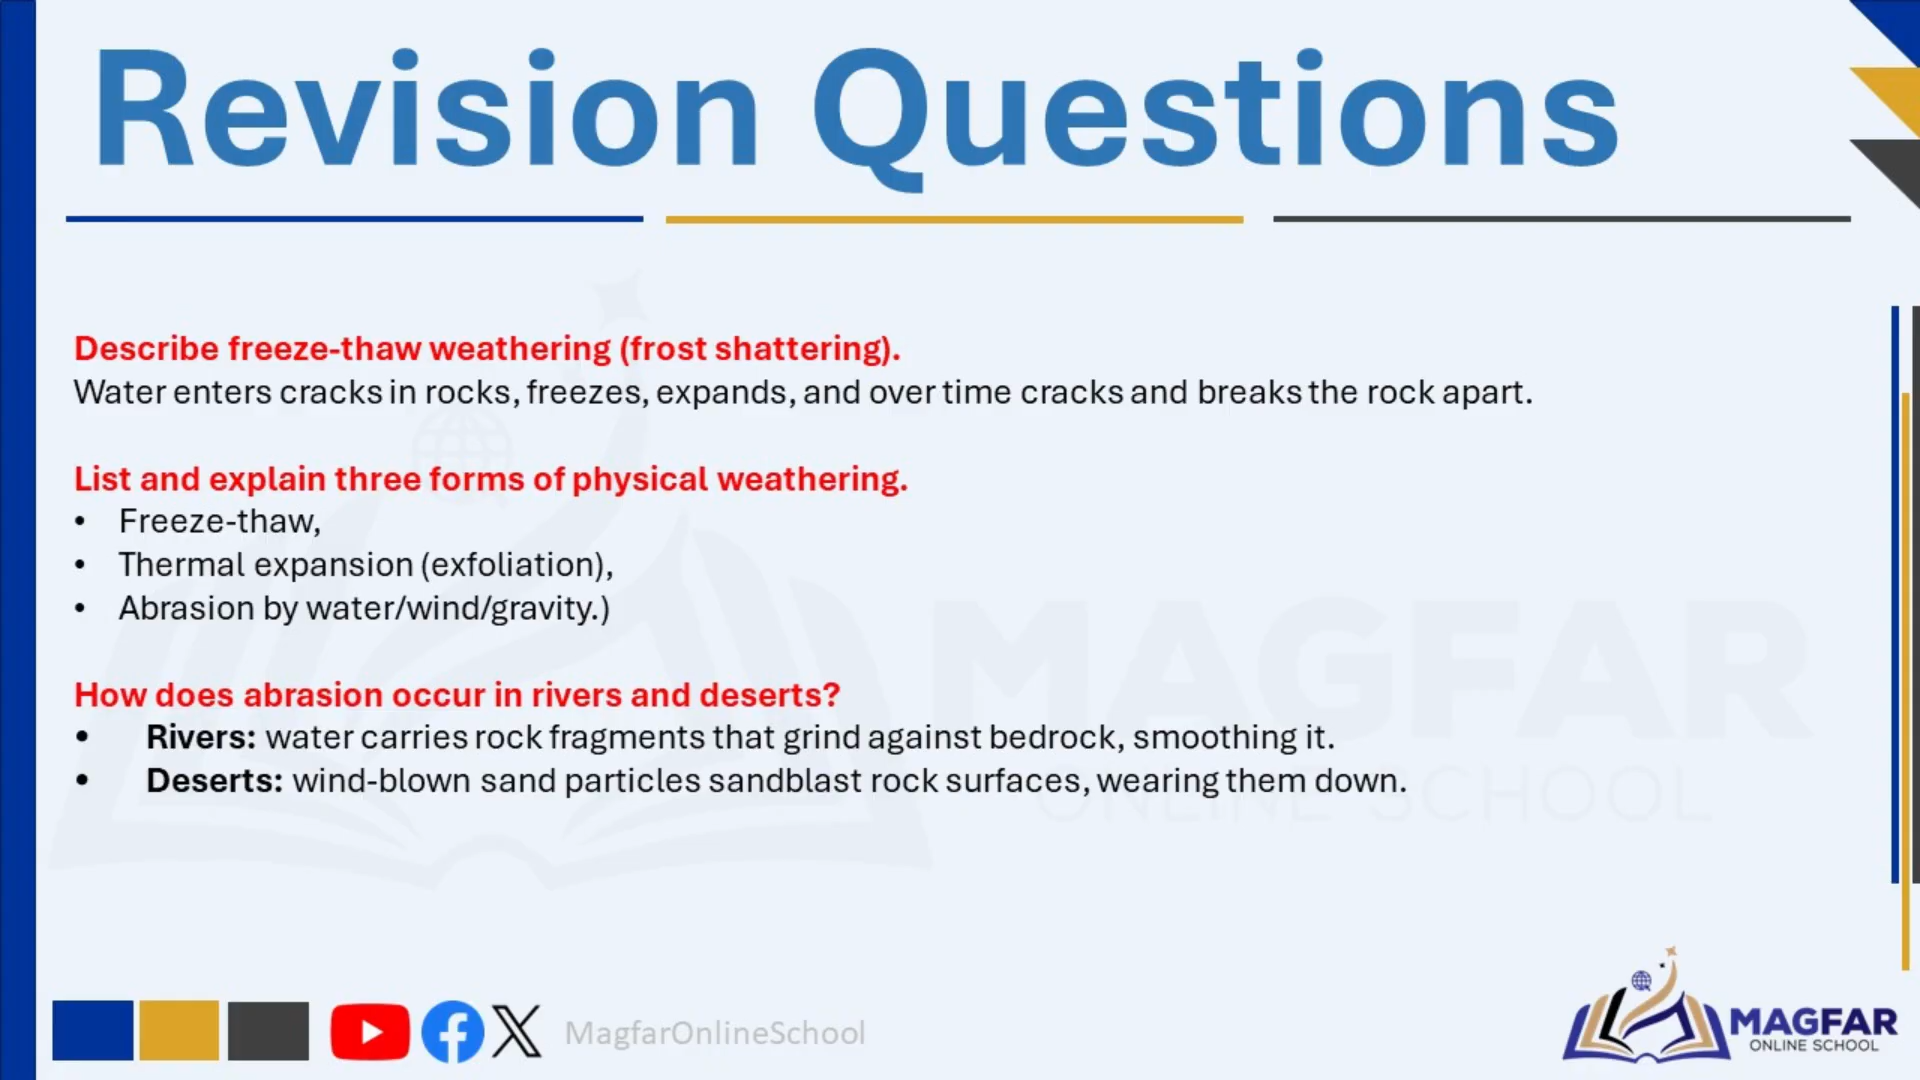 Revision Questions
Describe freeze-thaw weathering (frost shattering).
Water enters cracks in rocks, freezes, expands, and over time cracks and breaks the rock apart.
List and explain three forms of physical weathering.
• Freeze-thaw,
• Thermal expansion (exfoliation),
• Abrasion by water/wind/gravity.)
How does abrasion occur in rivers and deserts?
• Rivers: water carries rock fragments that grind against bedrock, smoothing it.
• Deserts: wind-blown sand particles sandblast rock surfaces, wearing them down.
MAGFAR
ONLINE SCHOOL
MagfarOnlineSchool
MAGFAR
ONLINE SCHOOL